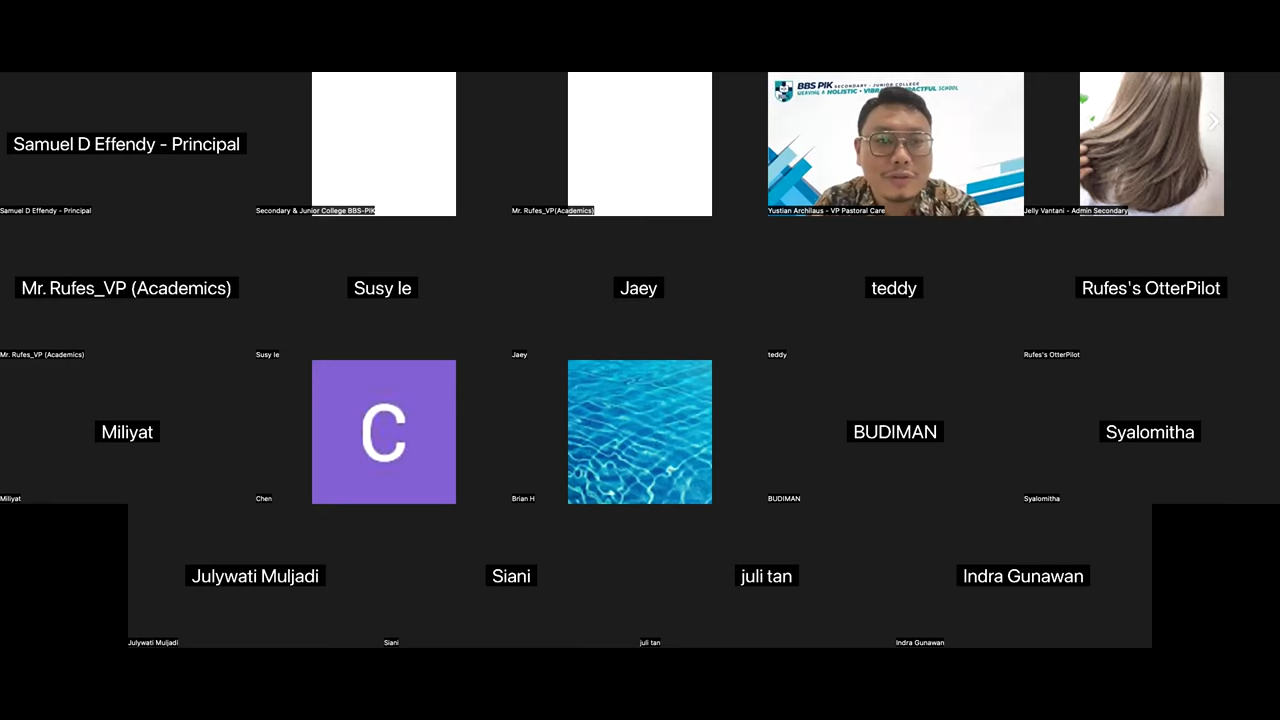 BBS PIK SECONDARY - JUNIOR COLLEGE
Samuel D Effendy - Principal
Samuel D Effendy - Principal
Secondary & Junior College BBS-PIK
Mr. Rufes_VP(Academics)
Yustian Archilaus - VP Pastoral Care
Jelly Vantani - Admin Secondary
Mr. Rufes_VP (Academics)
Susy le
Jaey
teddy
Rufes's OtterPilot
Mr. Rufes_VP (Academics)
Susy le
Jaey
teddy
Rufes's OtterPilot
Miliyat
C
BUDIMAN
Syalomitha
Miliyat
Chen
Brian H
BUDIMAN
Syalomitha
Julywati Muljadi
Siani
juli tan
Indra Gunawan
Julywati Muljadi
Siani
juli tan
Indra Gunawan